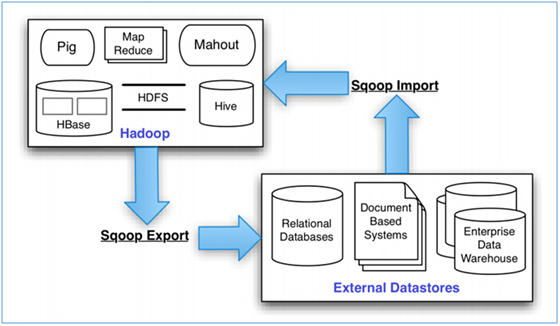 Pig
Map
Reduce
Mahout
HBase
HDFS
Hive
Hadoop
Sqoop Import
Sqoop Export
Relational
Databases
Document
Based
Systems
Enterprise
Data
Warehouse
External Datastores